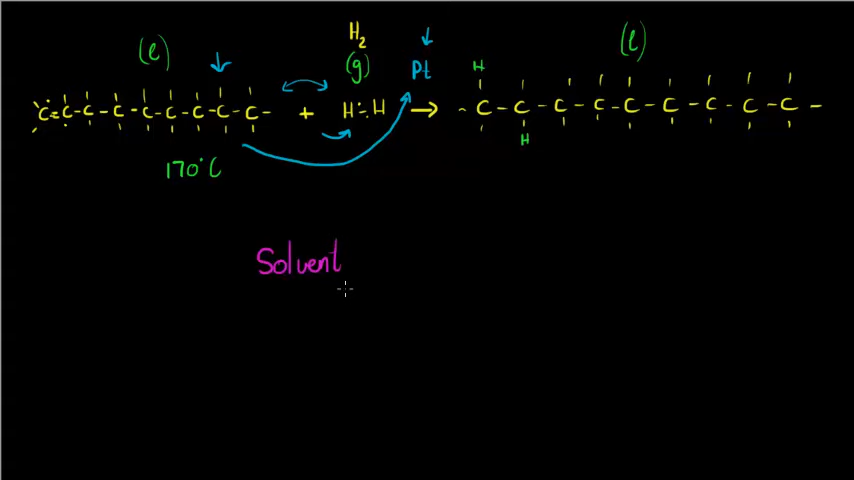 H₂
(l) (g) Pt (l)
H
C=C-C-C-C-C-C-C-C- + H:H → -C-C-C-C-C-C-C-C-C-
H
170°C
Solvent